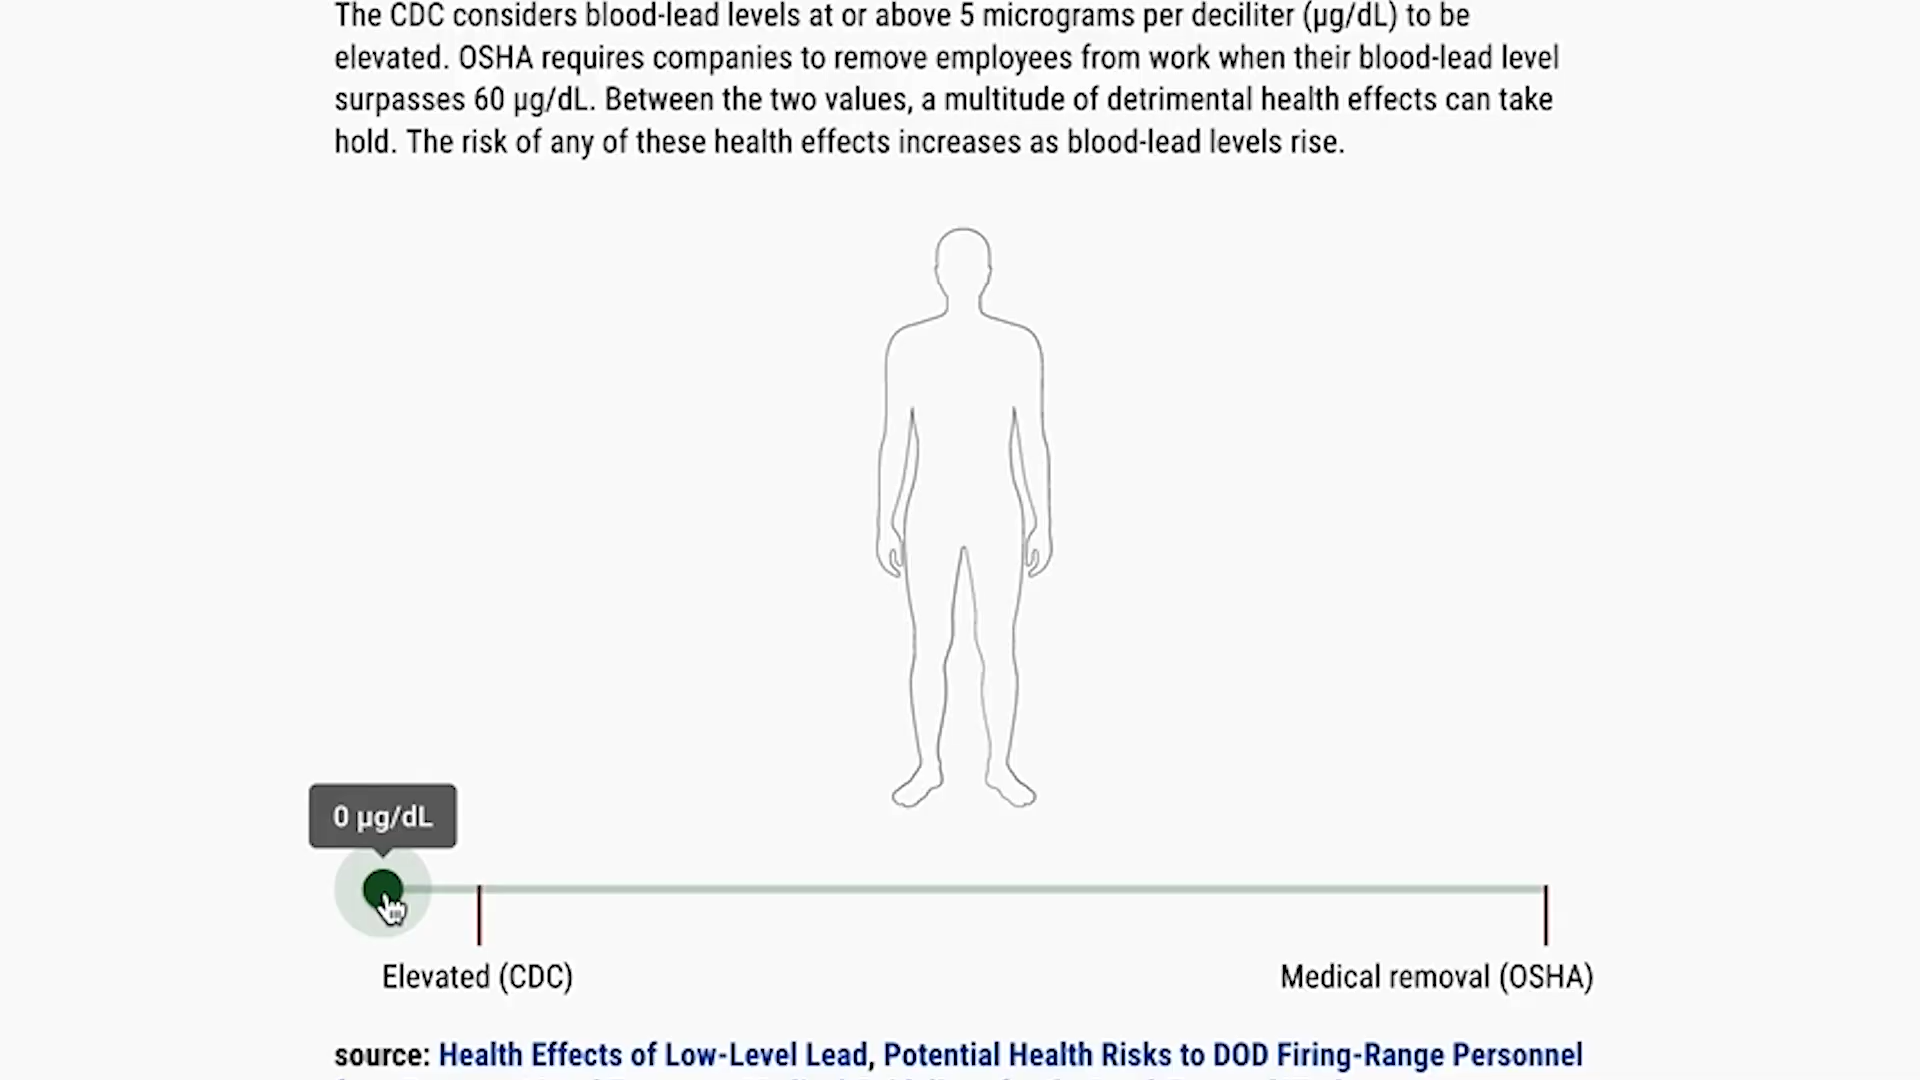 The CDC considers blood-lead levels at or above 5 micrograms per deciliter (µg/dL) to be
elevated. OSHA requires companies to remove employees from work when their blood-lead level
surpasses 60 µg/dL. Between the two values, a multitude of detrimental health effects can take
hold. The risk of any of these health effects increases as blood-lead levels rise.
0 µg/dL
Elevated (CDC)
Medical removal (OSHA)
source: Health Effects of Low-Level Lead, Potential Health Risks to DOD Firing-Range Personnel